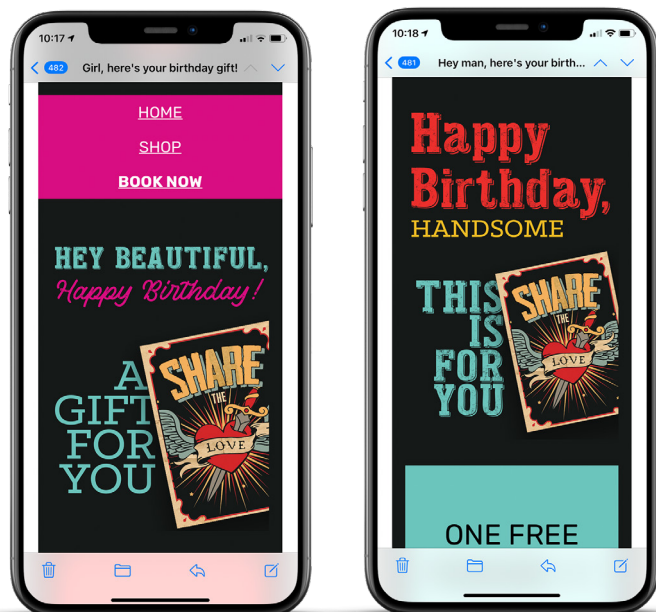 10:17
482
Girl, here's your birthday gift!
HOME
SHOP
BOOK NOW
HEY BEAUTIFUL,
Happy Birthday!
A
GIFT
FOR
YOU
SHARE
THE
LOVE
10:18
481
Hey man, here's your birth...
Happy
Birthday,
HANDSOME
THIS
IS
FOR
YOU
SHARE
THE
LOVE
ONE FREE